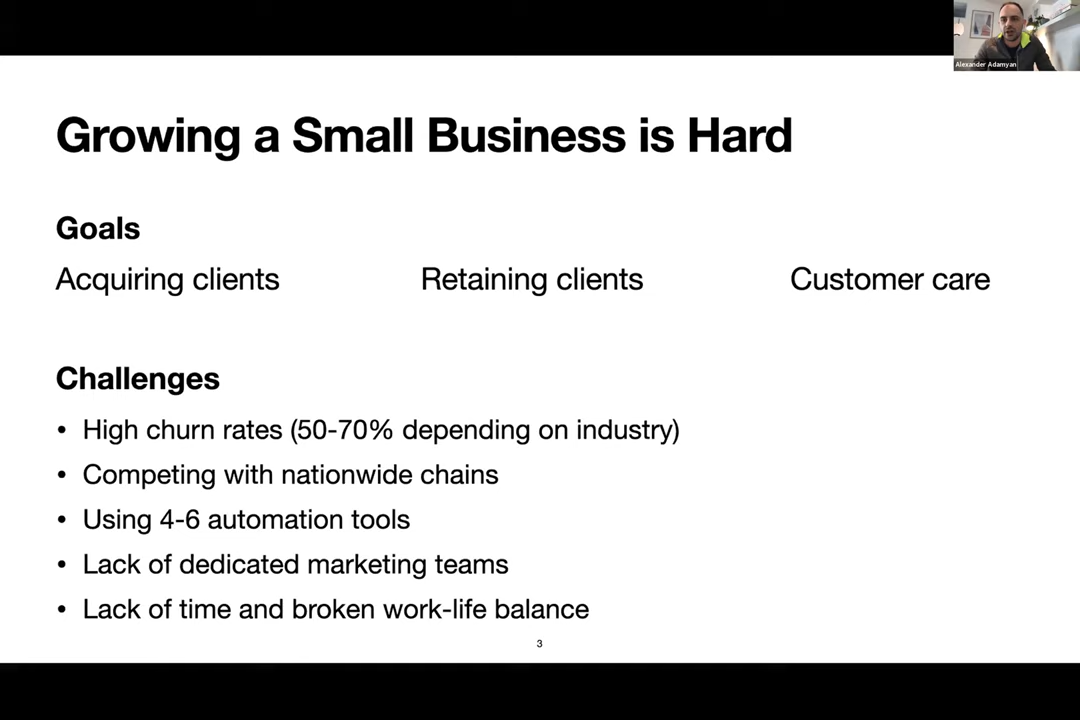 Alexander Adamyan
Growing a Small Business is Hard
Goals
Acquiring clients
Retaining clients
Customer care
Challenges
• High churn rates (50-70% depending on industry)
• Competing with nationwide chains
• Using 4-6 automation tools
• Lack of dedicated marketing teams
• Lack of time and broken work-life balance
3